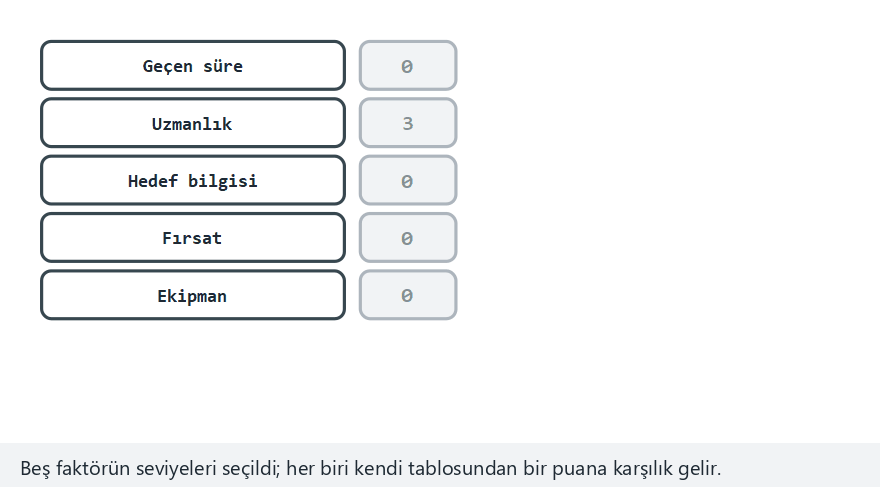 Geçen süre 0
Uzmanlık 3
Hedef bilgisi 0
Fırsat 0
Ekipman 0
Beş faktörün seviyeleri seçildi; her biri kendi tablosundan bir puana karşılık gelir.